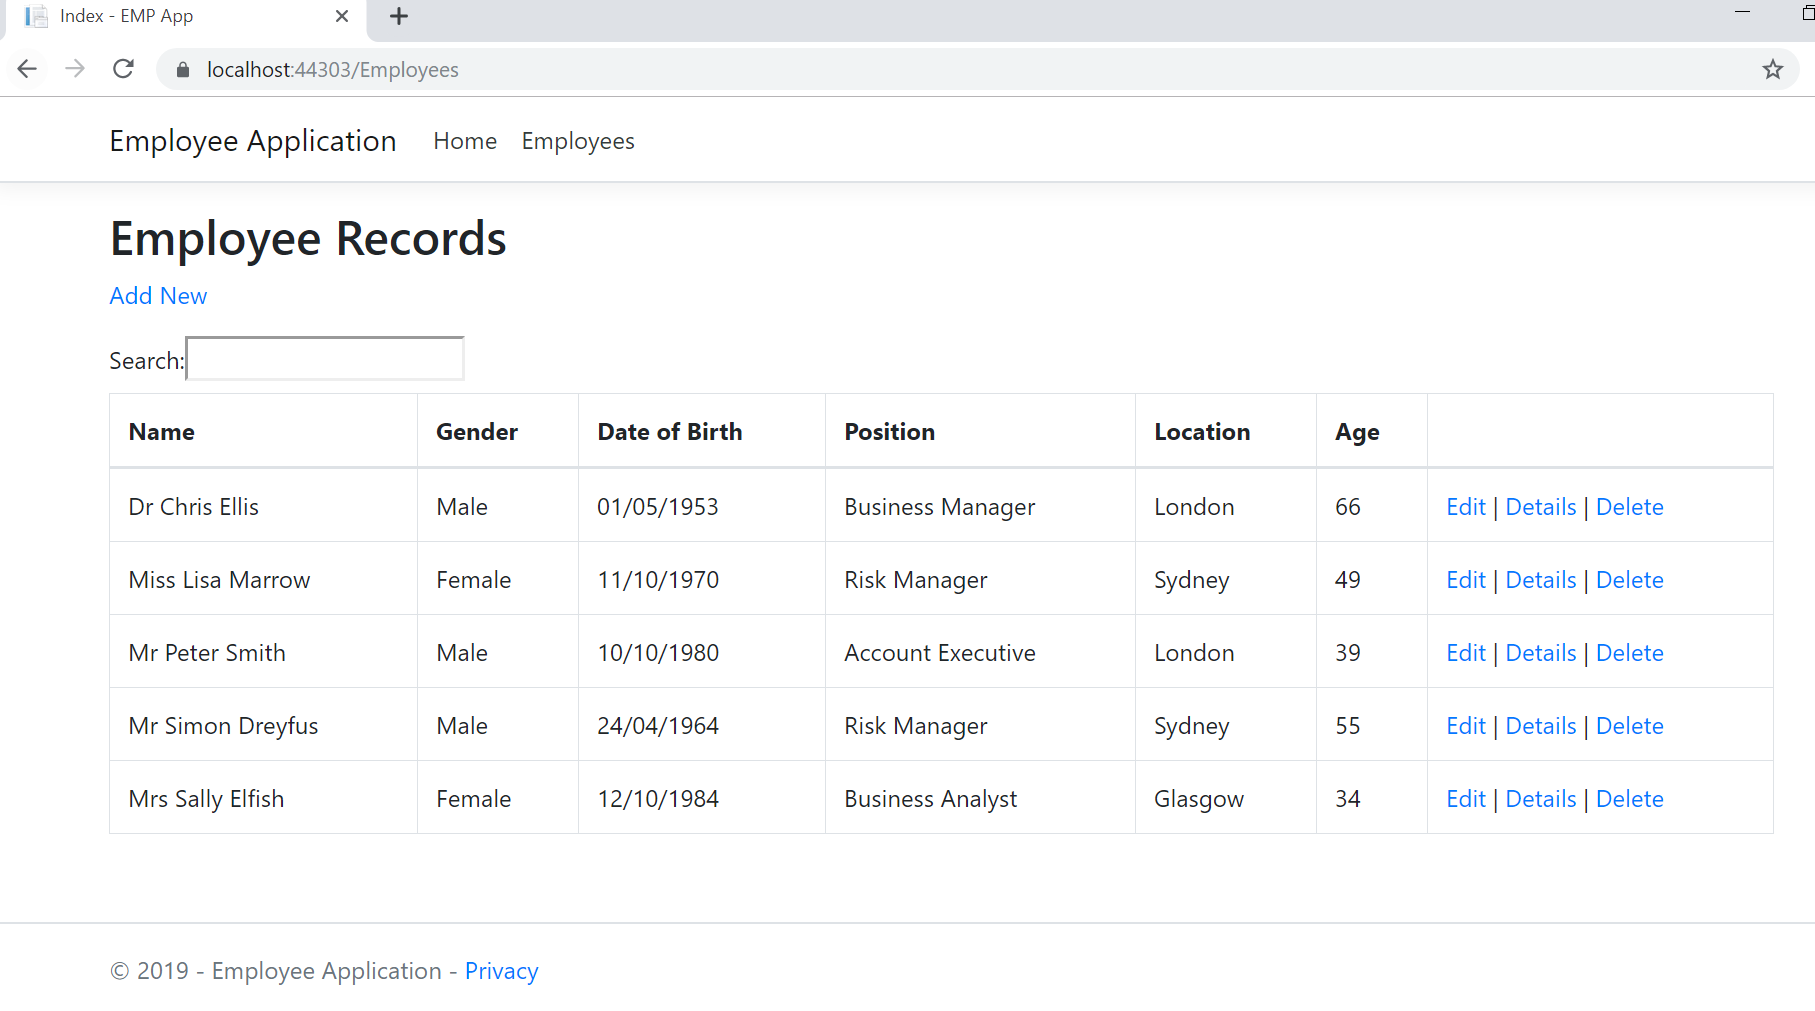 Index - EMP App
localhost:44303/Employees
Employee Application Home Employees
Employee Records
Add New
Search:
Name Gender Date of Birth Position Location Age
Dr Chris Ellis Male 01/05/1953 Business Manager London 66 Edit | Details | Delete
Miss Lisa Marrow Female 11/10/1970 Risk Manager Sydney 49 Edit | Details | Delete
Mr Peter Smith Male 10/10/1980 Account Executive London 39 Edit | Details | Delete
Mr Simon Dreyfus Male 24/04/1964 Risk Manager Sydney 55 Edit | Details | Delete
Mrs Sally Elfish Female 12/10/1984 Business Analyst Glasgow 34 Edit | Details | Delete
© 2019 - Employee Application - Privacy